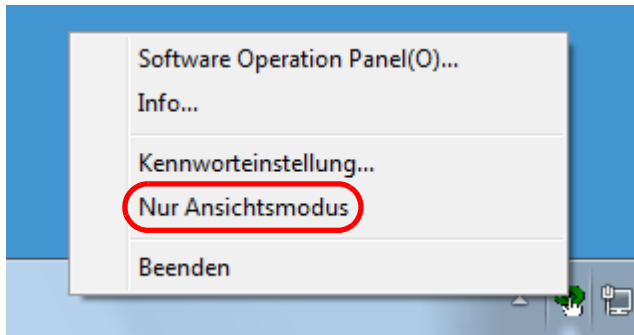 Software Operation Panel(O)...
Info...
Kennworteinstellung...
Nur Ansichtsmodus
Beenden